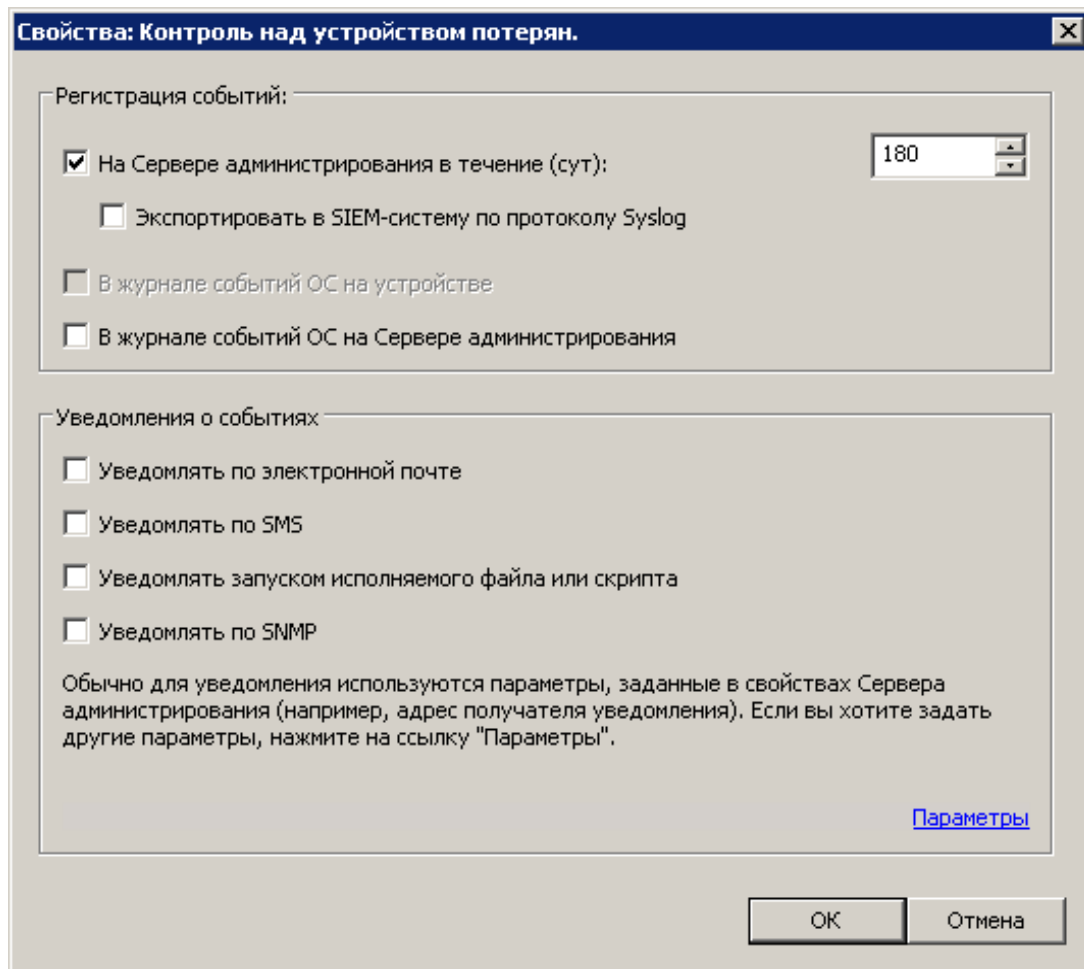 Свойства: Контроль над устройством потерян.
Регистрация событий:
На Сервере администрирования в течение (сут):
180
Экспортировать в SIEM-систему по протоколу Syslog
В журнале событий ОС на устройстве
В журнале событий ОС на Сервере администрирования
Уведомления о событиях
Уведомлять по электронной почте
Уведомлять по SMS
Уведомлять запуском исполняемого файла или скрипта
Уведомлять по SNMP
Обычно для уведомления используются параметры, заданные в свойствах Сервера
администрирования (например, адрес получателя уведомления). Если вы хотите задать
другие параметры, нажмите на ссылку "Параметры".
Параметры
ОК
Отмена